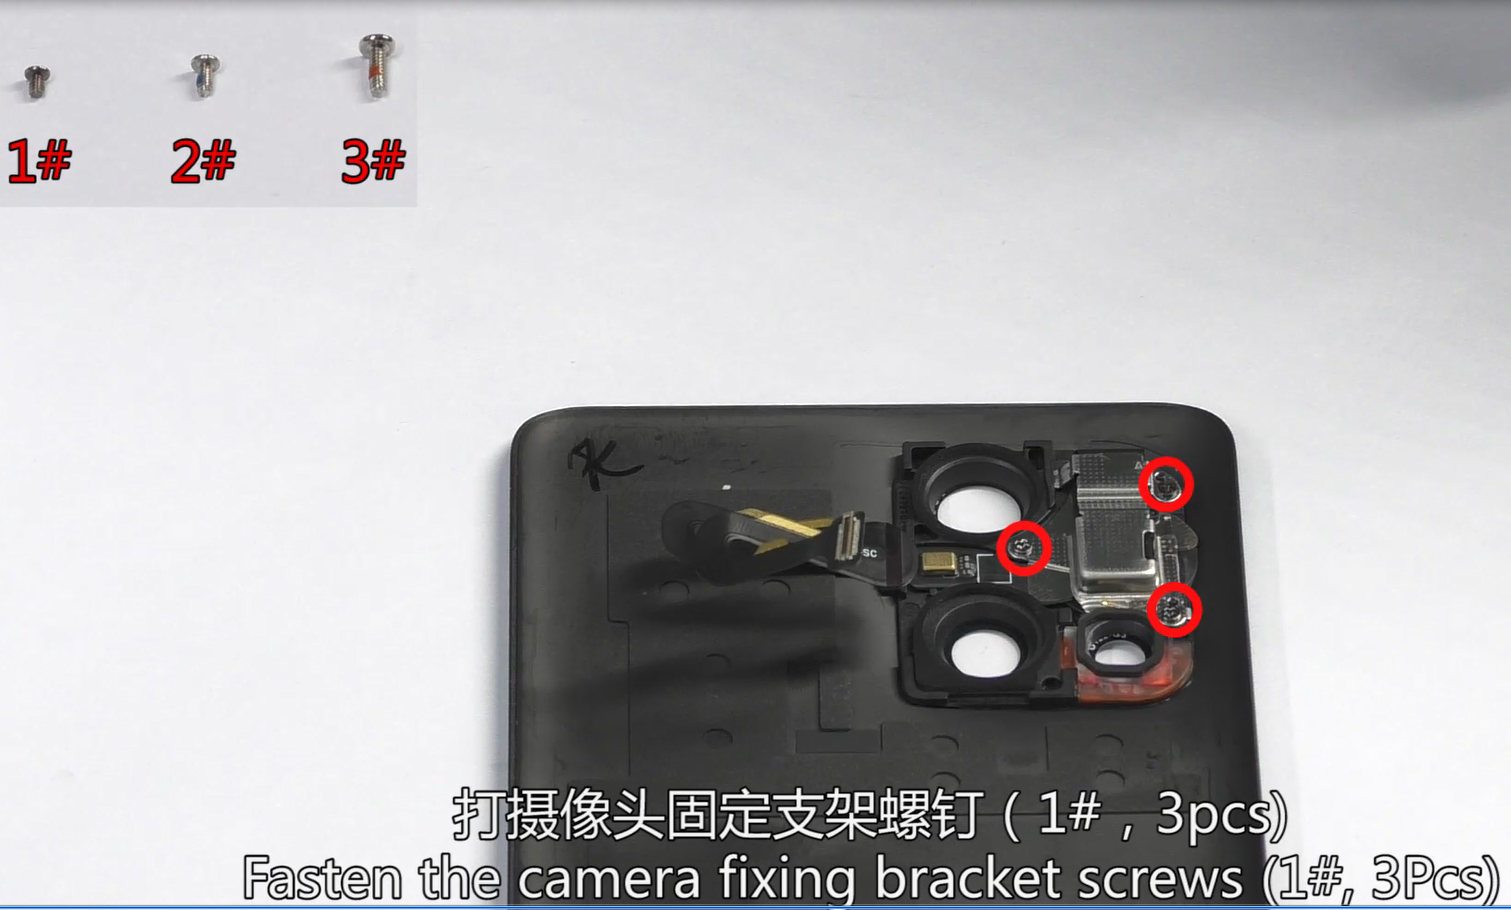 1# 2# 3#
SC
打摄像头固定支架螺钉（1#，3pcs)
Fasten the camera fixing bracket screws (1#, 3Pcs)